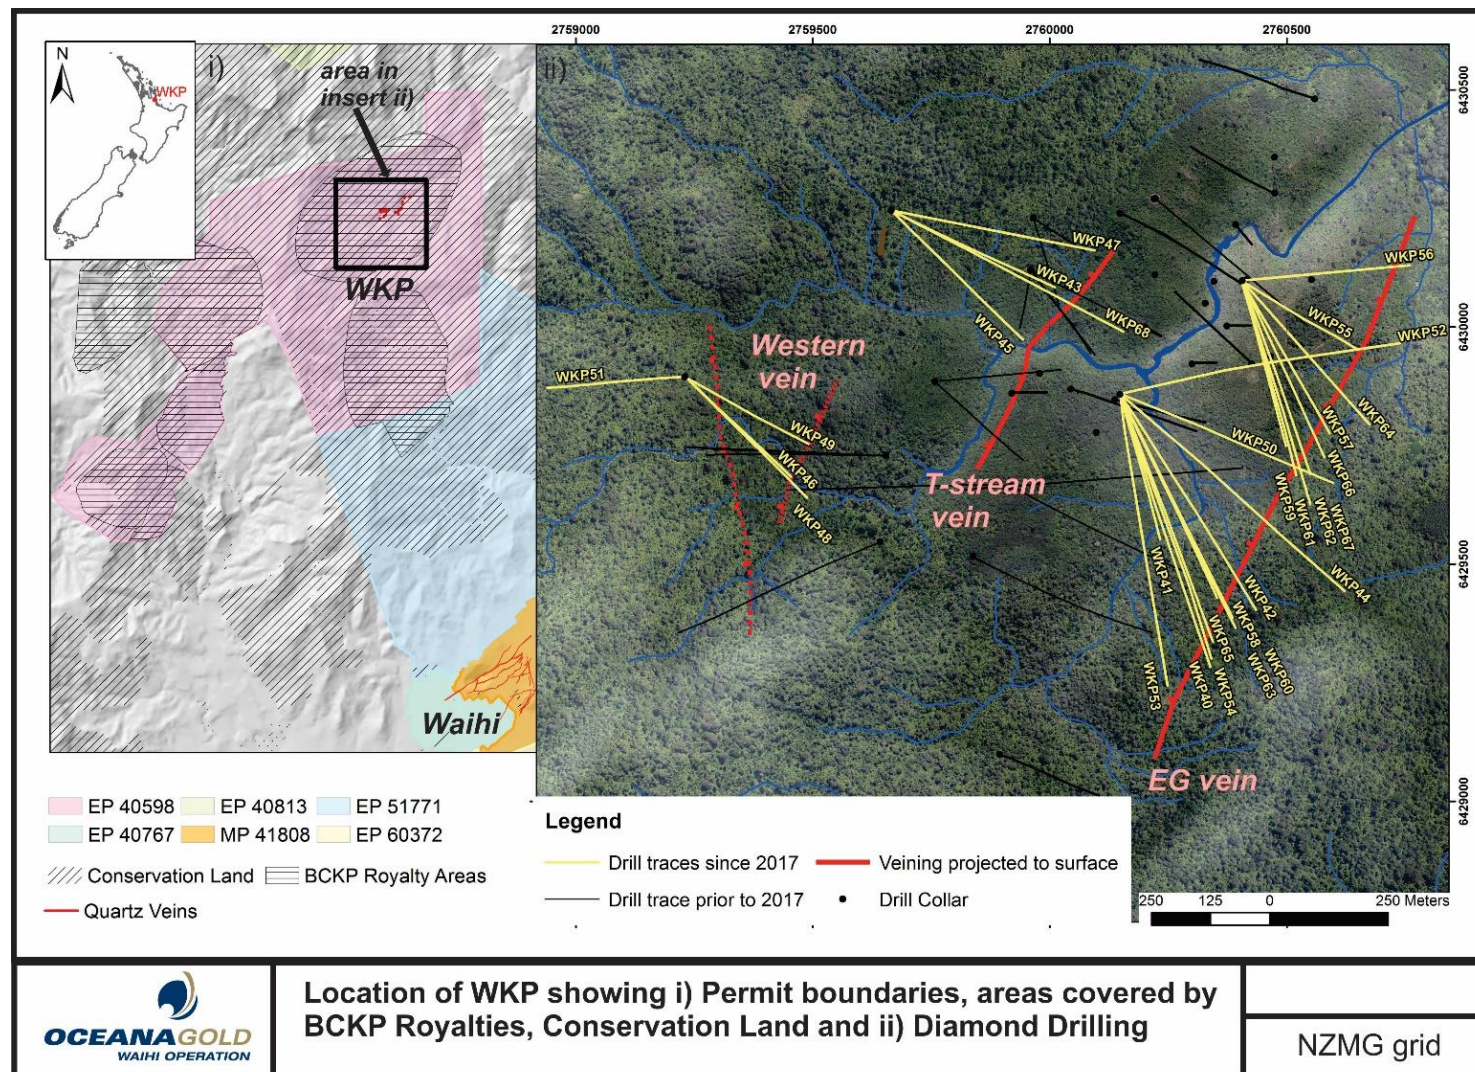 2759000
2759500
2760000
2760500
N
WKP
i)
area in
insert ii)
WKP
Waihi
ii)
6430500
6430000
6429500
6429000
WKP47
WKP43
WKP68
WKP45
WKP56
WKP55
WKP52
WKP51
Western
vein
WKP49
WKP46
WKP48
T-stream
vein
WKP50
WKP64
WKP57
WKP66
WKP67
WKP62
WKP61
WKP59
WKP44
WKP41
WKP42
WKP58
WKP60
WKP63
WKP65
WKP54
WKP40
WKP53
EG vein
EP 40598
EP 40813
EP 51771
EP 40767
MP 41808
EP 60372
Conservation Land
BCKP Royalty Areas
Quartz Veins
Legend
Drill traces since 2017
Veining projected to surface
Drill trace prior to 2017
Drill Collar
250 125 0 250 Meters
OCEANAGOLD
WAIHI OPERATION
Location of WKP showing i) Permit boundaries, areas covered by
BCKP Royalties, Conservation Land and ii) Diamond Drilling
NZMG grid